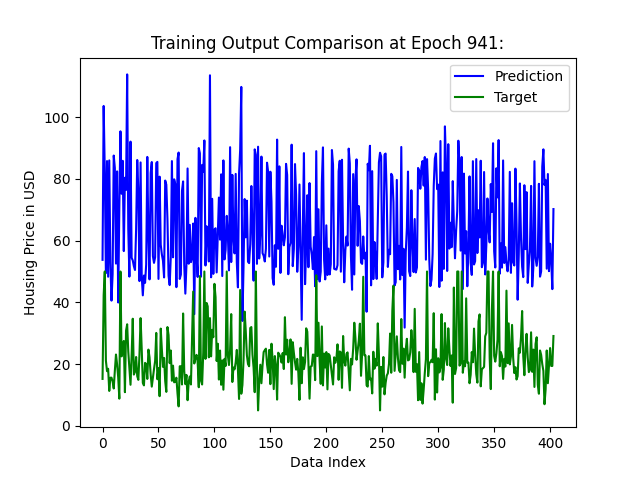 Training Output Comparison at Epoch 941:
Prediction
Target
Housing Price in USD
100
80
60
40
20
0
0 50 100 150 200 250 300 350 400
Data Index